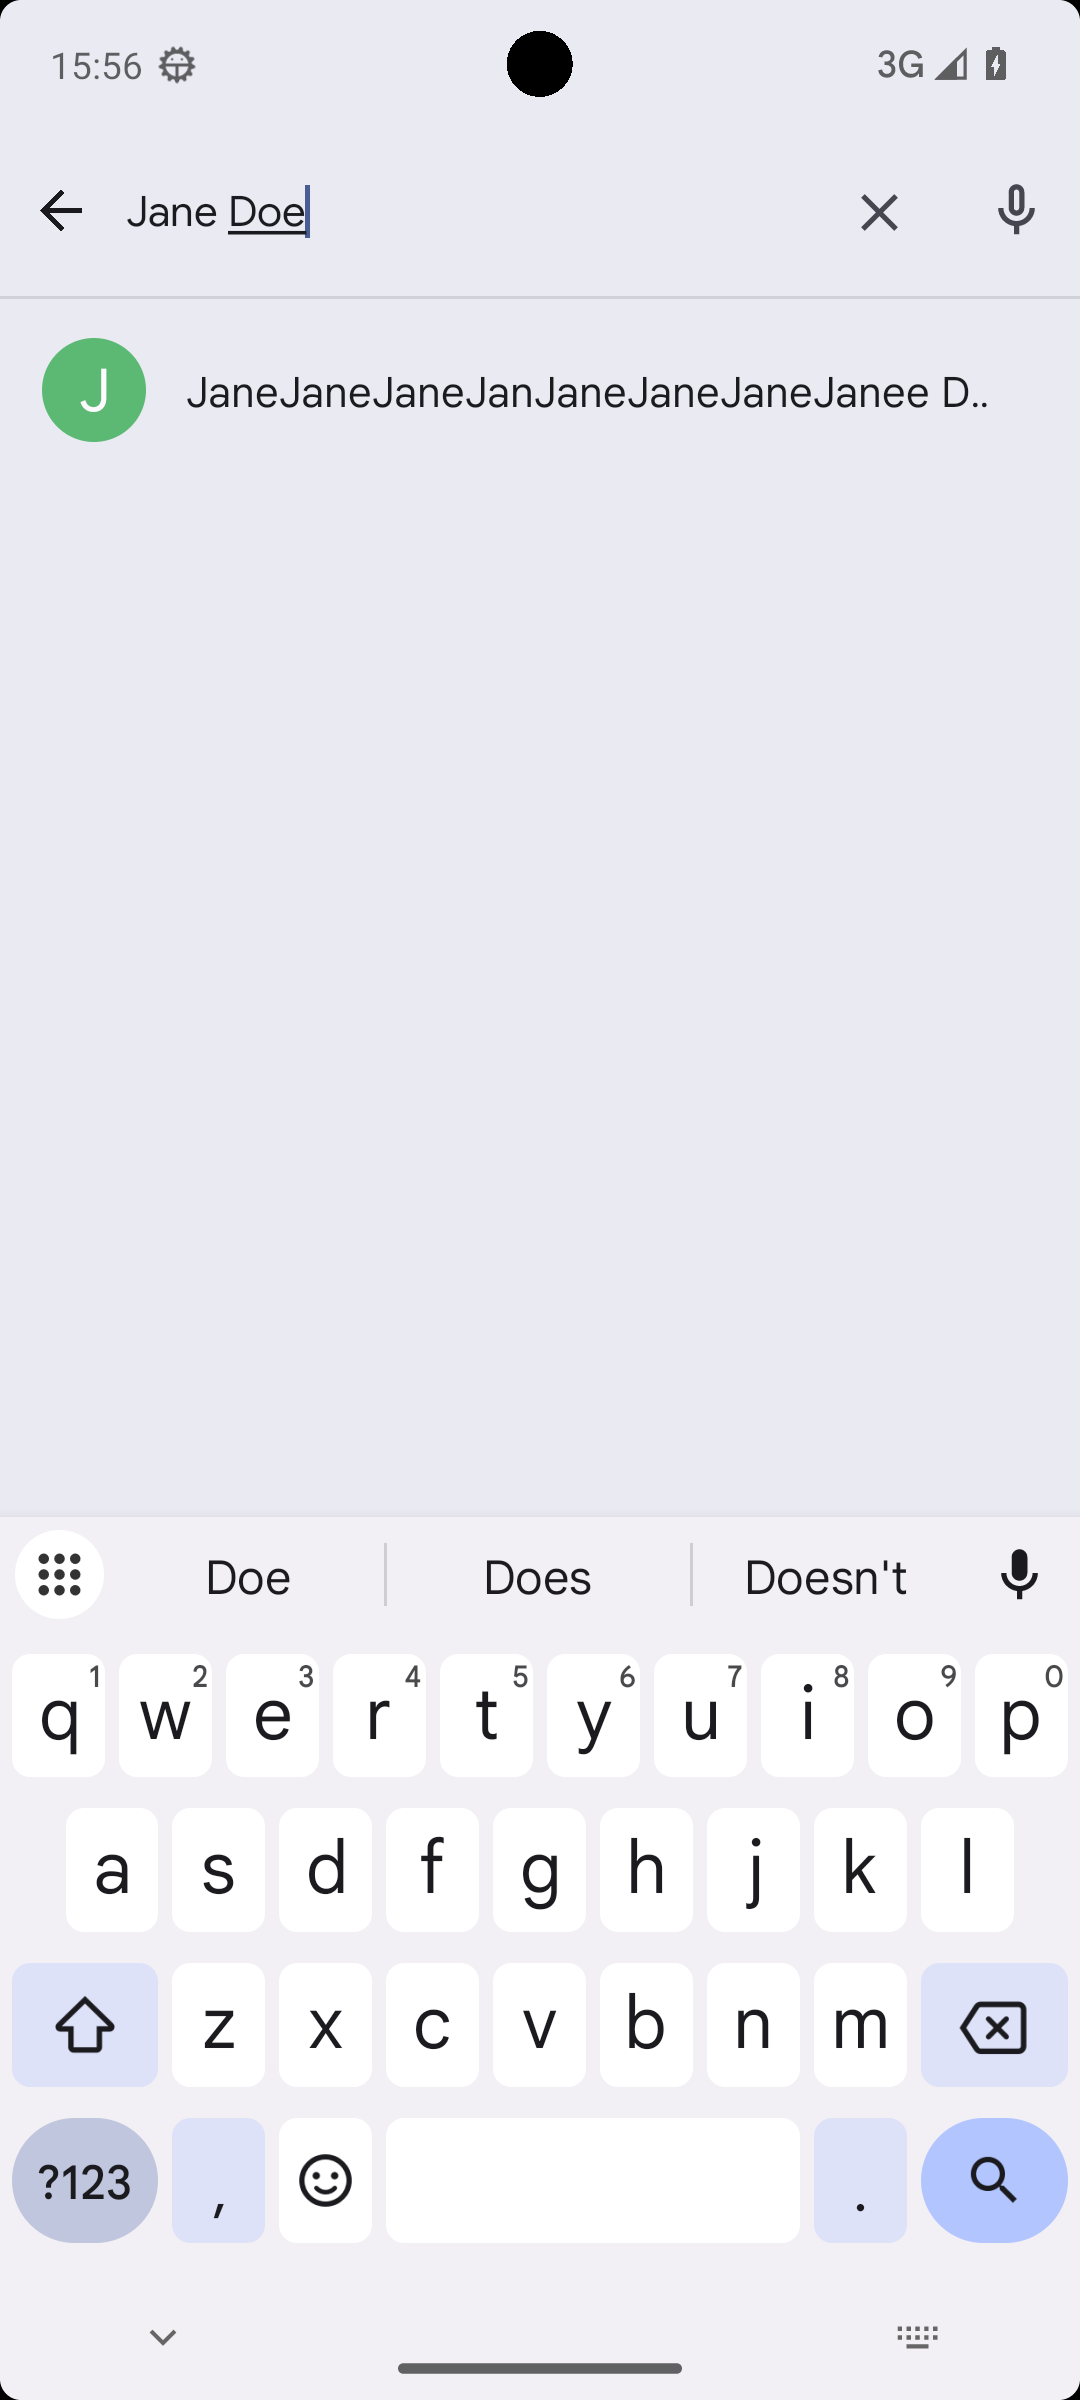 15:56 3G
Jane Doe
J JaneJaneJaneJanJaneJaneJaneJanee D..
Doe Does Doesn't
q 1 w 2 e 3 r 4 t 5 y 6 u 7 i 8 o 9 p 0
a s d f g h j k l
z x c v b n m
?123 , .